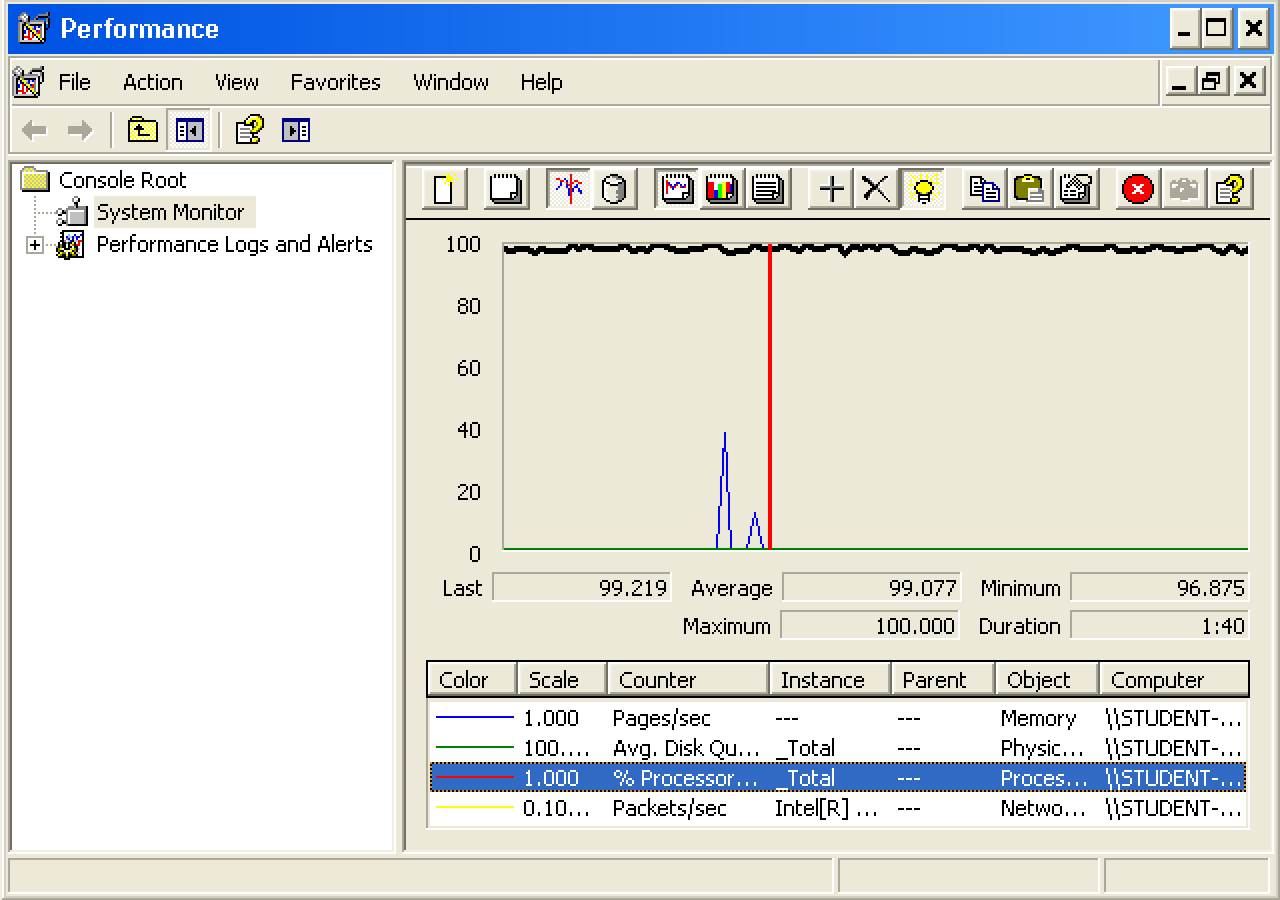 Performance
File Action View Favorites Window Help
Console Root
System Monitor
Performance Logs and Alerts
100
80
60
40
20
0
Last 99.219 Average 99.077 Minimum 96.875
Maximum 100.000 Duration 1:40
Color Scale Counter Instance Parent Object Computer
1.000 Pages/sec --- --- Memory \\STUDENT-...
100.... Avg. Disk Qu... _Total --- Physic... \\STUDENT-...
1.000 % Processor... _Total --- Proces... \\STUDENT-...
0.10... Packets/sec Intel[R] ... --- Netwo... \\STUDENT-...